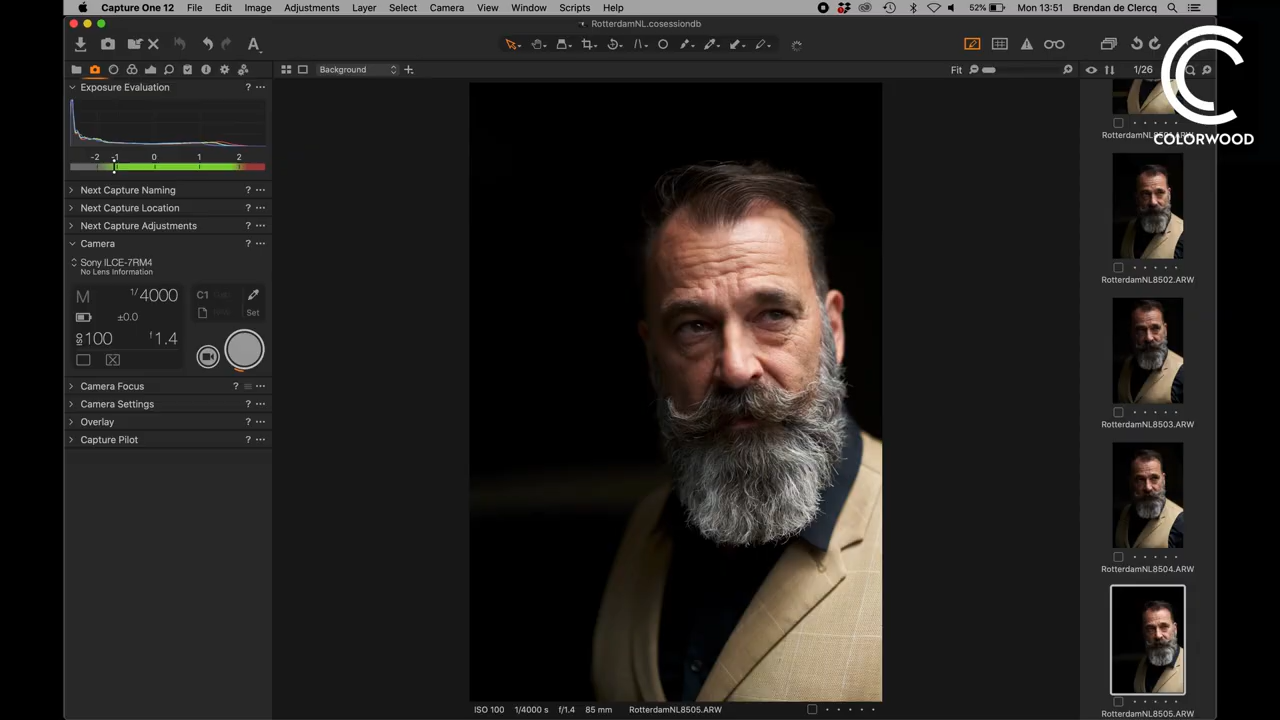 Capture One 12 File Edit Image Adjustments Layer Select Camera View Window Scripts Help 52% Mon 13:51 Brendan de Clercq
RotterdamNL.cosessiondb
Background Fit 1/26
COLORWOOD
Exposure Evaluation ? ...
-2 -1 0 1 2
Next Capture Naming ? ...
Next Capture Location ? ...
Next Capture Adjustments ? ...
Camera ? ...
Sony ILCE-7RM4
No Lens Information
M 1/4000 C1
±0.0 Set
ISO 100 f1.4
Camera Focus ? ...
Camera Settings ? ...
Overlay ? ...
Capture Pilot ? ...
RotterdamNL8502.ARW
RotterdamNL8503.ARW
RotterdamNL8504.ARW
RotterdamNL8505.ARW
ISO 100 1/4000 s f/1.4 85 mm RotterdamNL8505.ARW